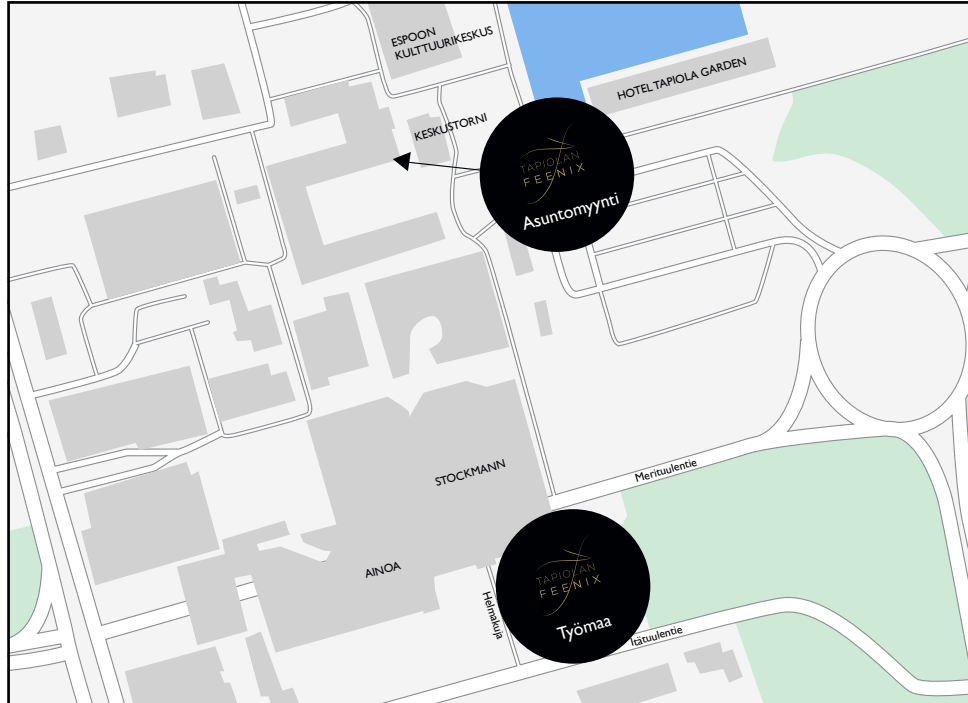 ESPOON
KULTTUURIKESKUS
HOTEL TAPIOLA GARDEN
KESKUSTORNI
TAPIOLAN
FEENIX
Asuntomyynti
STOCKMANN
Merituulentie
AINOA
TAPIOLAN
FEENIX
Helmakuja
Työmaa
Itätuulentie